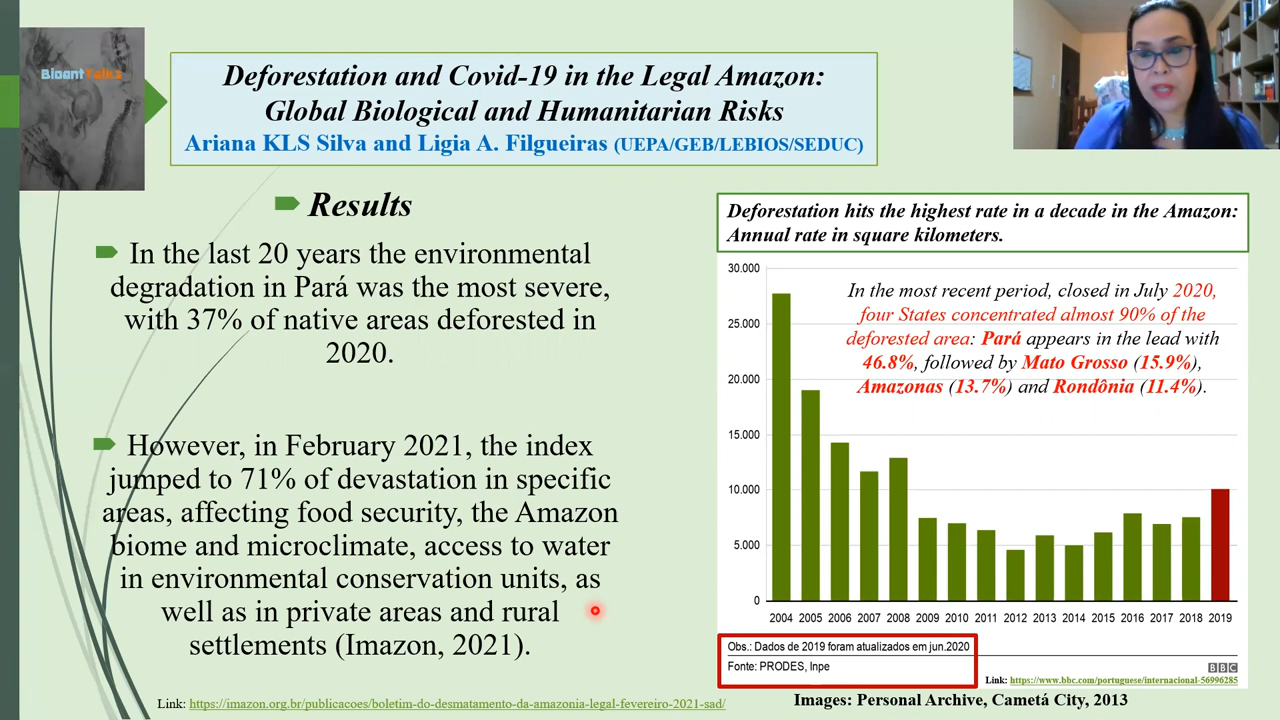 BioantTalks
Deforestation and Covid-19 in the Legal Amazon:
Global Biological and Humanitarian Risks
Ariana KLS Silva and Ligia A. Filgueiras (UEPA/GEB/LEBIOS/SEDUC)
Results
In the last 20 years the environmental
degradation in Pará was the most severe,
with 37% of native areas deforested in
2020.
However, in February 2021, the index
jumped to 71% of devastation in specific
areas, affecting food security, the Amazon
biome and microclimate, access to water
in environmental conservation units, as
well as in private areas and rural
settlements (Imazon, 2021).
Link: https://imazon.org.br/publicacoes/boletim-do-desmatamento-da-amazonia-legal-fevereiro-2021-sad/
Deforestation hits the highest rate in a decade in the Amazon:
Annual rate in square kilometers.
In the most recent period, closed in July 2020,
four States concentrated almost 90% of the
deforested area: Pará appears in the lead with
46.8%, followed by Mato Grosso (15.9%),
Amazonas (13.7%) and Rondônia (11.4%).
30.000
25.000
20.000
15.000
10.000
5.000
0
2004 2005 2006 2007 2008 2009 2010 2011 2012 2013 2014 2015 2016 2017 2018 2019
Obs.: Dados de 2019 foram atualizados em jun.2020
Fonte: PRODES, Inpe
BBC
Link: https://www.bbc.com/portuguese/internacional-56996285
Images: Personal Archive, Cametá City, 2013